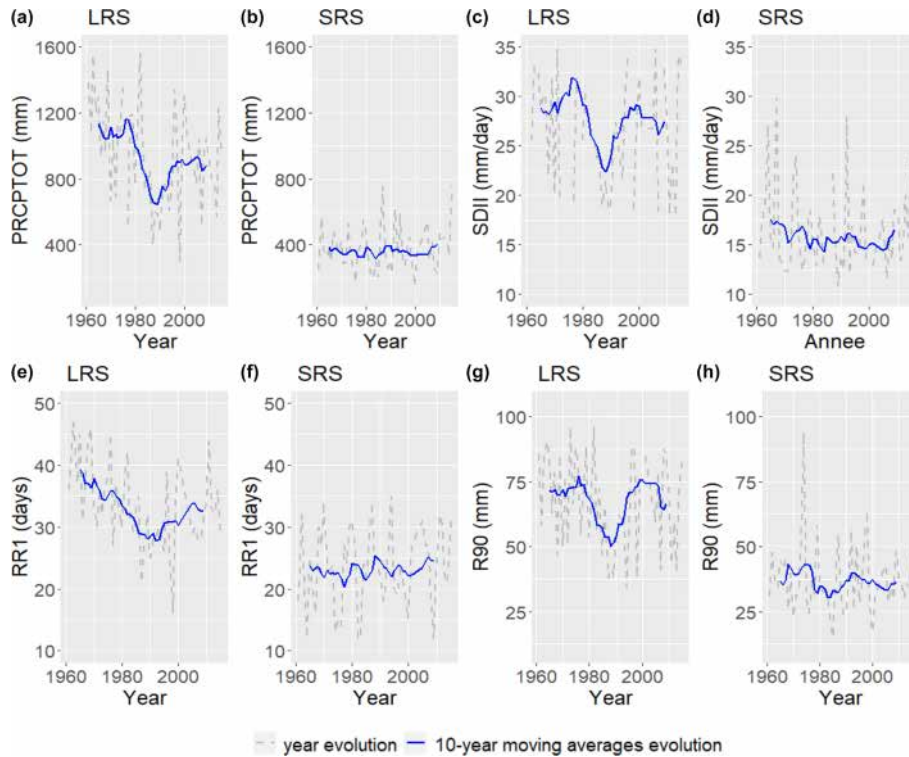 (a) LRS
PRCPTOT (mm)
1600
1200
800
400
1960 1980 2000
Year
(b) SRS
PRCPTOT (mm)
1600
1200
800
400
1960 1980 2000
Year
(c) LRS
SDII (mm/day)
35
30
25
20
15
10
1960 1980 2000
Year
(d) SRS
SDII (mm/day)
35
30
25
20
15
10
1960 1980 2000
Annee
(e) LRS
RR1 (days)
50
40
30
20
10
1960 1980 2000
Year
(f) SRS
RR1 (days)
50
40
30
20
10
1960 1980 2000
Year
(g) LRS
R90 (mm)
100
75
50
25
1960 1980 2000
Year
(h) SRS
R90 (mm)
100
75
50
25
1960 1980 2000
Year
year evolution 10-year moving averages evolution